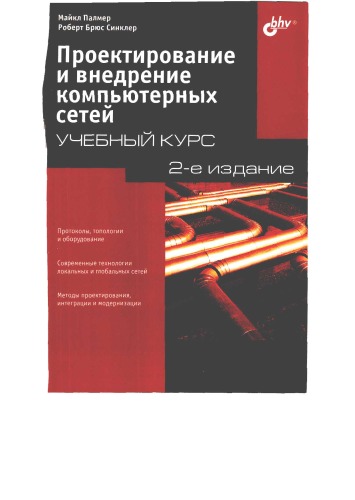 Майкл Палмер
Роберт Брюс Синклер
bhv®
Проектирование
и внедрение
компьютерных
сетей
УЧЕБНЫЙ КУРС
2-е издание
Протоколы, топологии
и оборудование
Современные технологии
локальных и глобальных сетей
Методы проектирования,
интеграции и модернизации